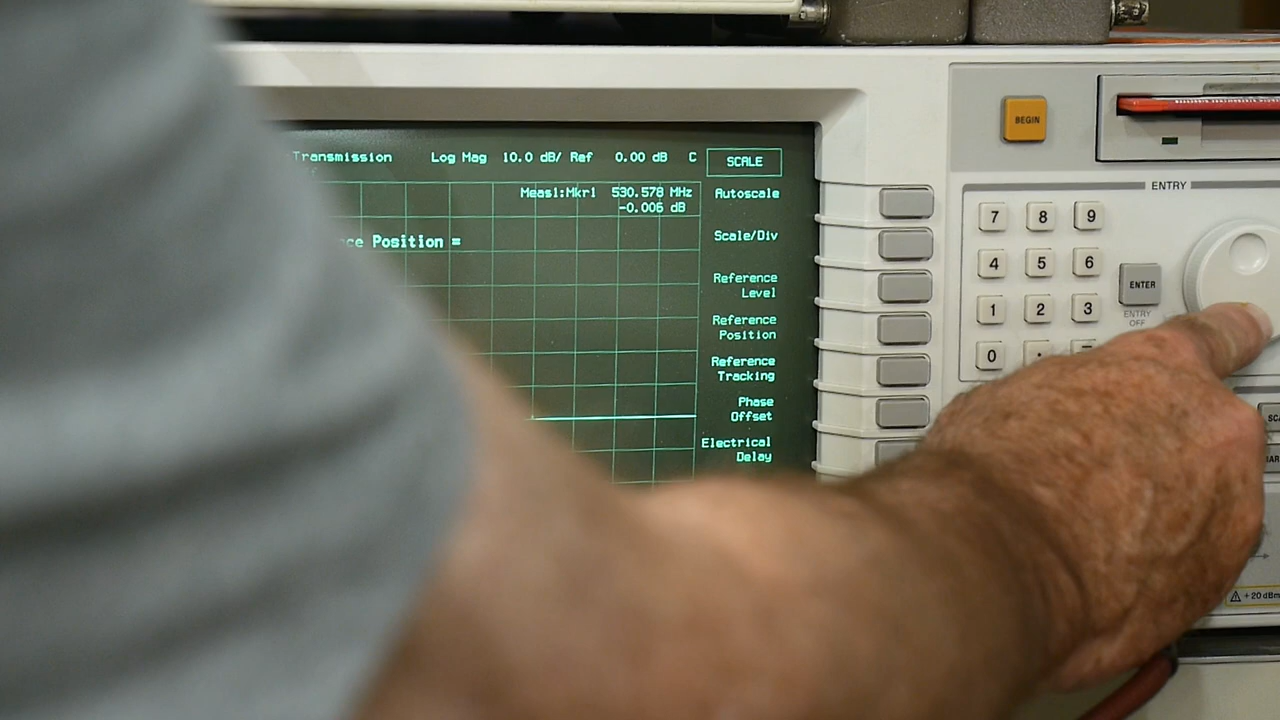 BEGIN
Transmission Log Mag 10.0 dB/ Ref 0.00 dB C
SCALE
Meas1:Mkr1 530.578 MHz
-0.006 dB
Autoscale
Position =
Scale/Div
Reference
Level
Reference
Position
Reference
Tracking
Phase
Offset
Electrical
Delay
ENTRY
7 8 9
4 5 6
ENTER
1 2 3
ENTRY
OFF
0 .
+20 dBm